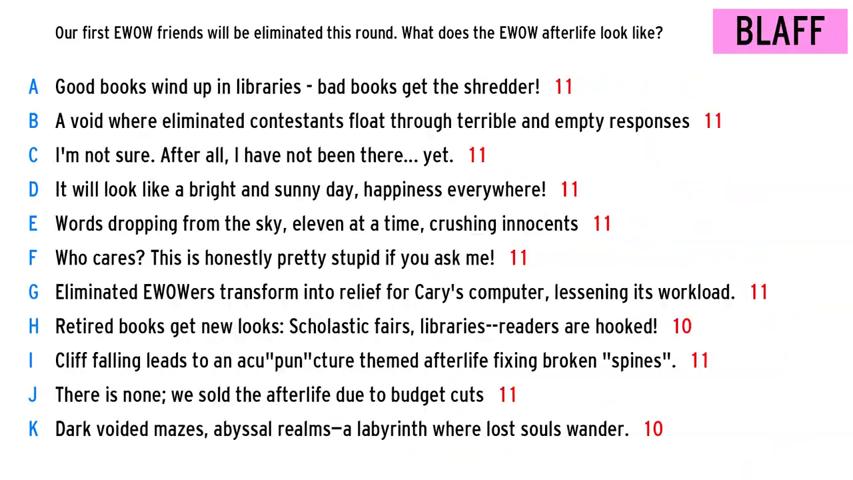 Our first EWOW friends will be eliminated this round. What does the EWOW afterlife look like?
BLAFF
A Good books wind up in libraries - bad books get the shredder! 11
B A void where eliminated contestants float through terrible and empty responses 11
C I'm not sure. After all, I have not been there... yet. 11
D It will look like a bright and sunny day, happiness everywhere! 11
E Words dropping from the sky, eleven at a time, crushing innocents 11
F Who cares? This is honestly pretty stupid if you ask me! 11
G Eliminated EWOWers transform into relief for Cary's computer, lessening its workload. 11
H Retired books get new looks: Scholastic fairs, libraries--readers are hooked! 10
I Cliff falling leads to an acu"pun"cture themed afterlife fixing broken "spines". 11
J There is none; we sold the afterlife due to budget cuts 11
K Dark voided mazes, abyssal realms—a labyrinth where lost souls wander. 10